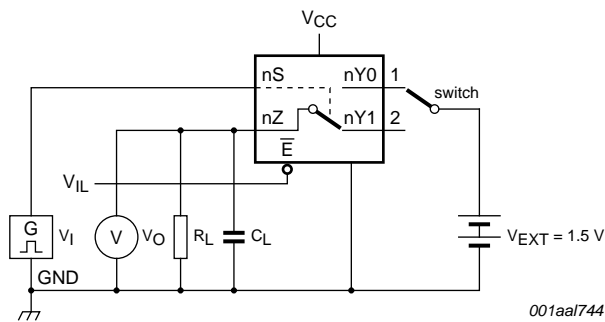 VCC
nS
nY0
1
switch
nZ
nY1
2
E
VIL
G
VI
V
VO
RL
CL
VEXT = 1.5 V
GND
001aal744